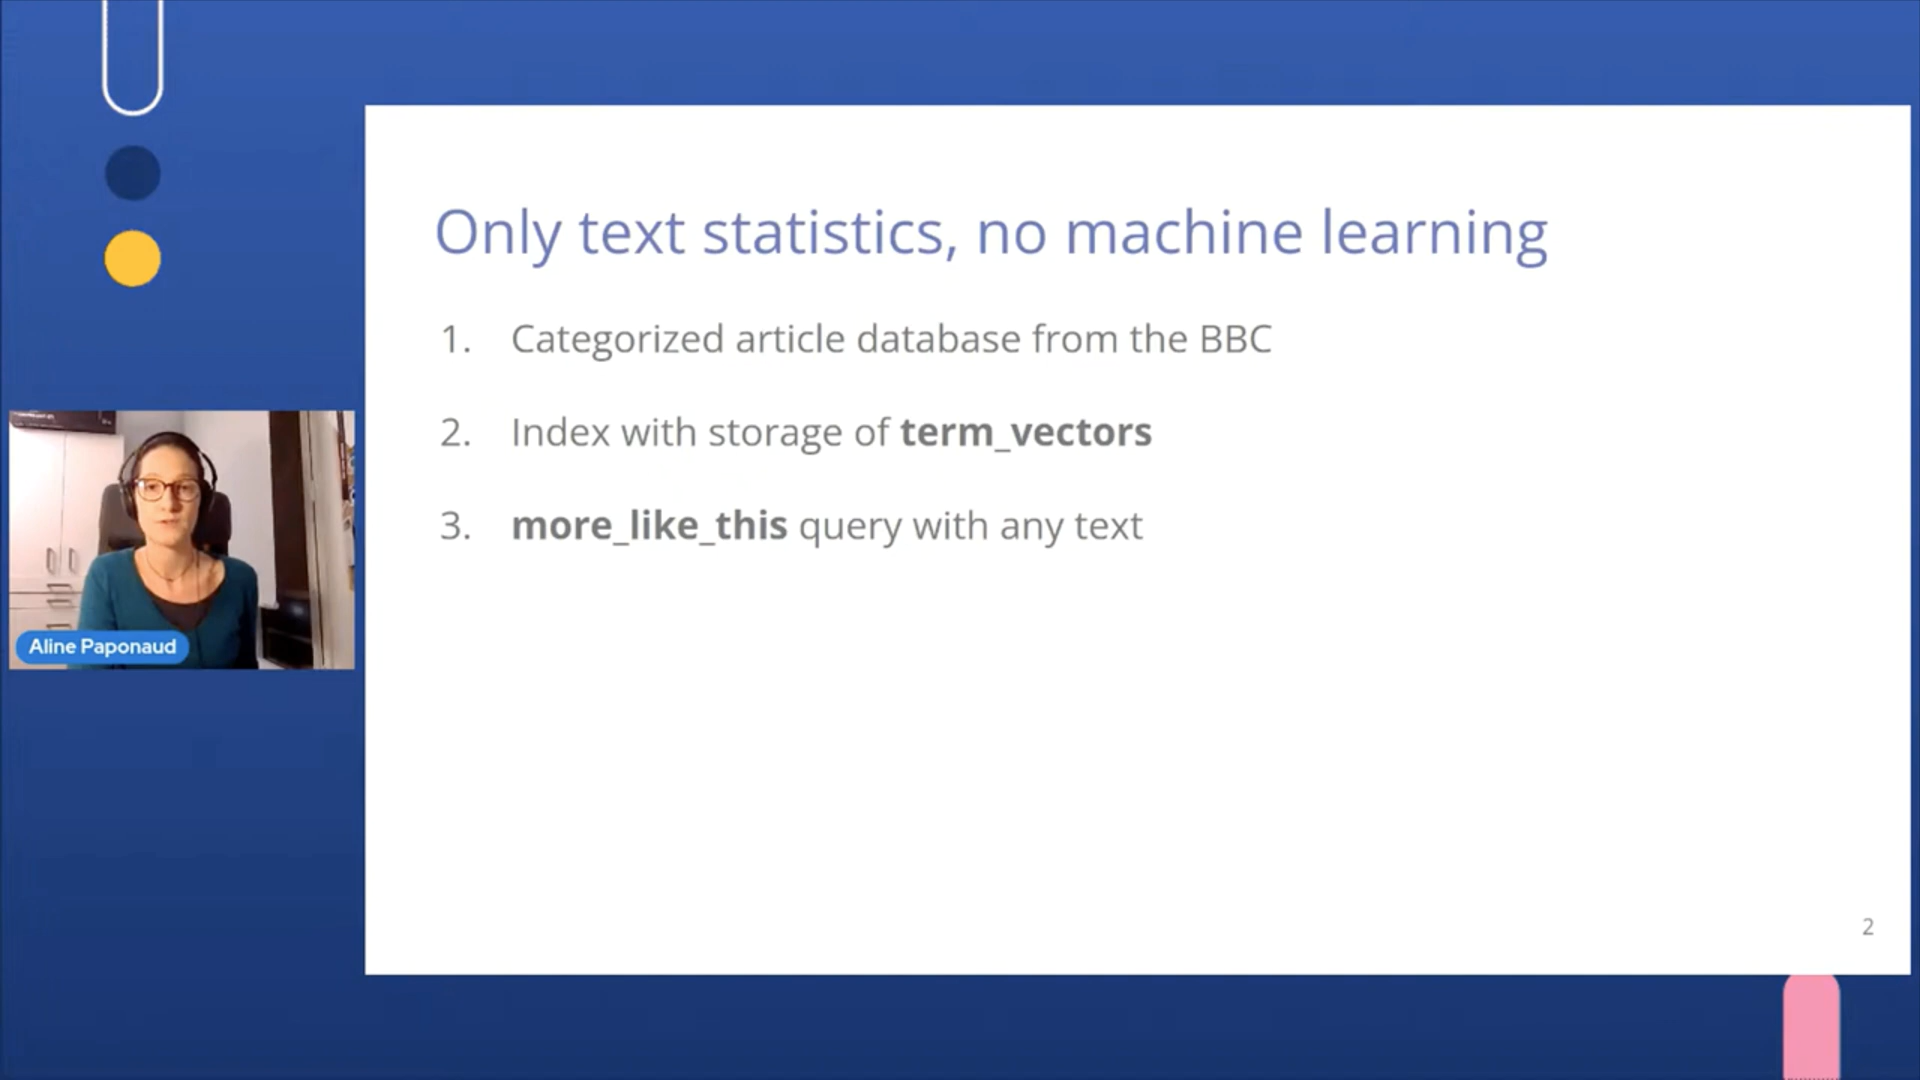 Only text statistics, no machine learning
1. Categorized article database from the BBC
2. Index with storage of term_vectors
3. more_like_this query with any text
Aline Paponaud
2